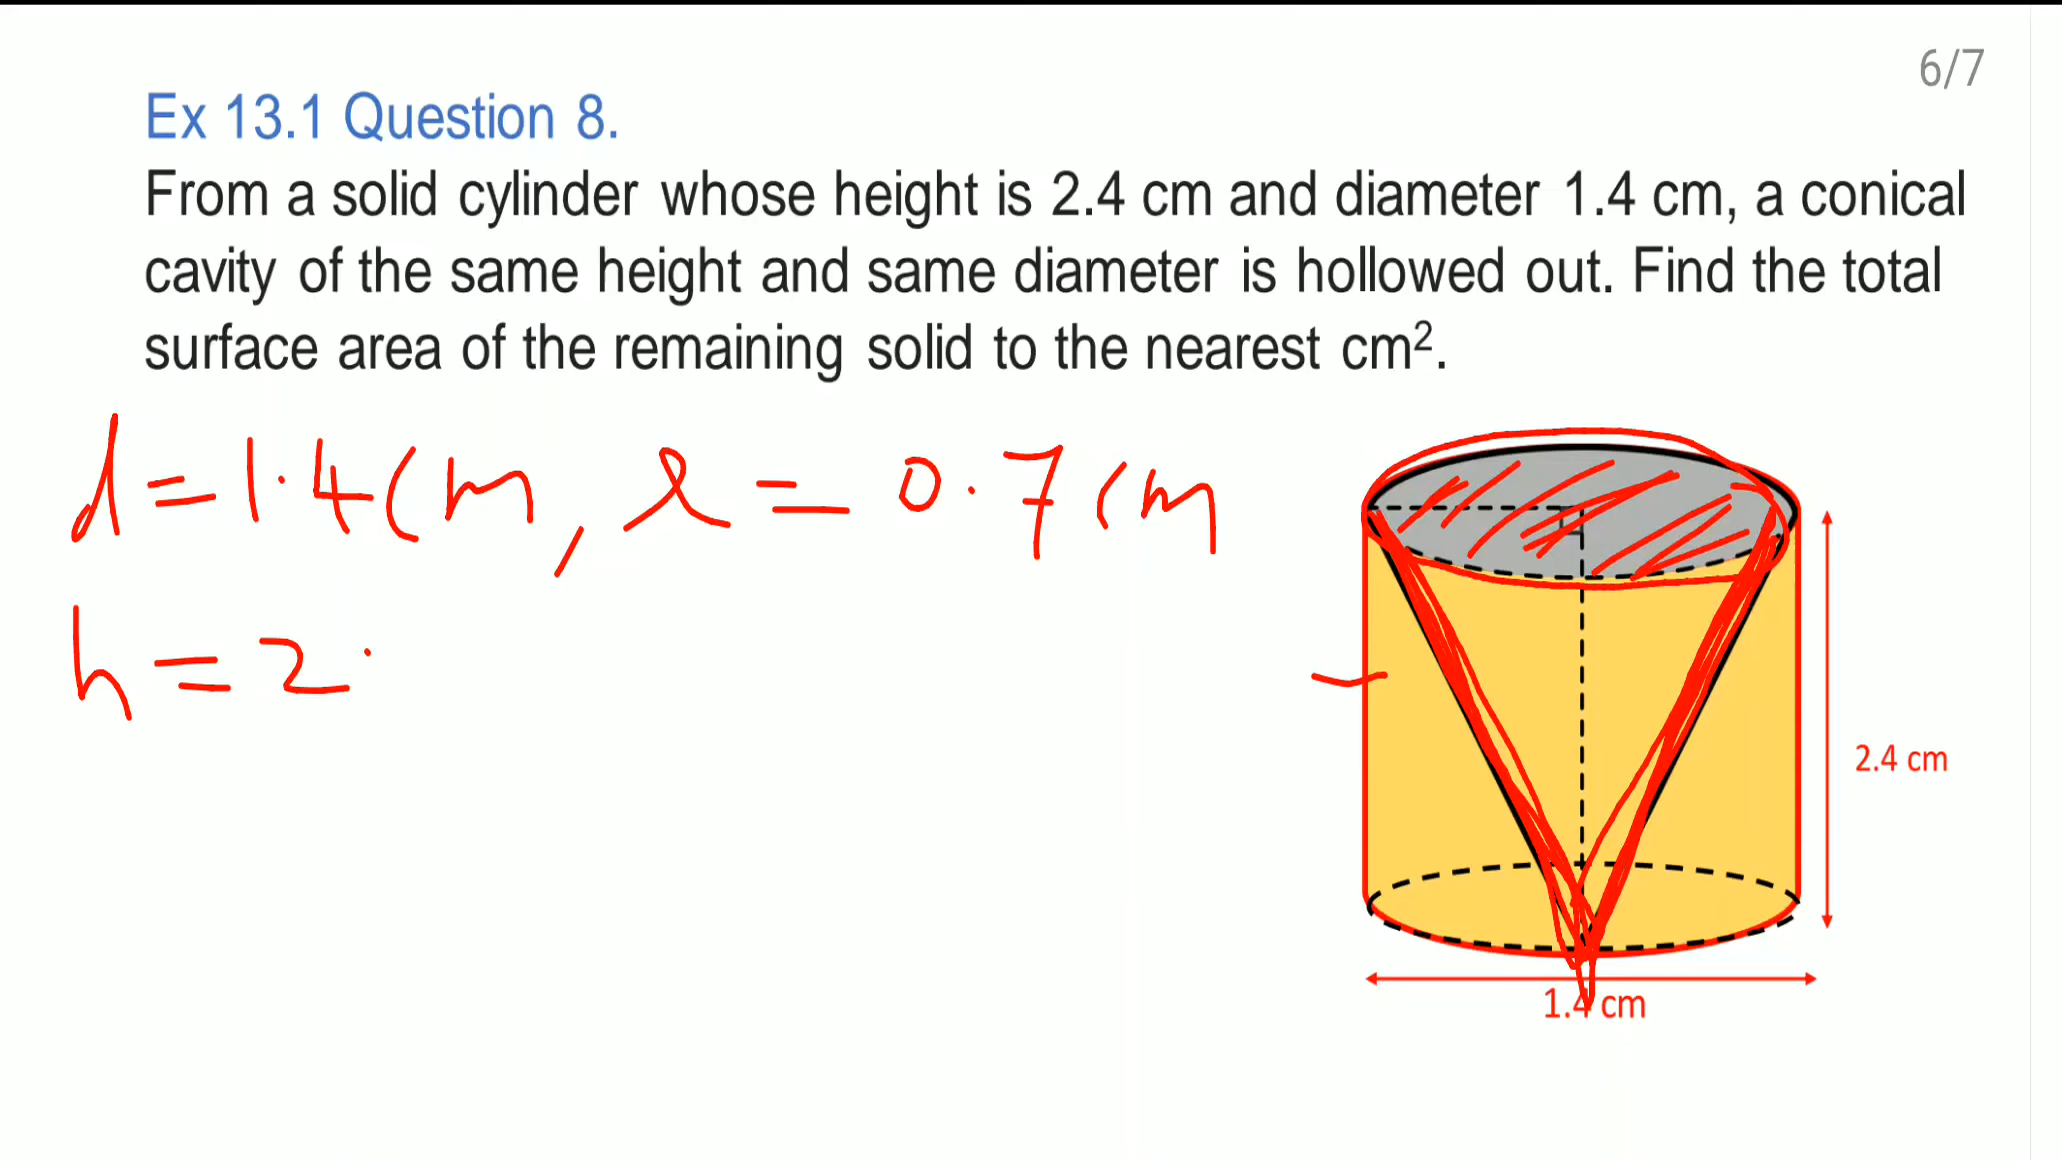 6/7
Ex 13.1 Question 8.
From a solid cylinder whose height is 2.4 cm and diameter 1.4 cm, a conical
cavity of the same height and same diameter is hollowed out. Find the total
surface area of the remaining solid to the nearest cm².
d=1.4cm, r=0.7cm
h=2.
2.4 cm
1.4 cm